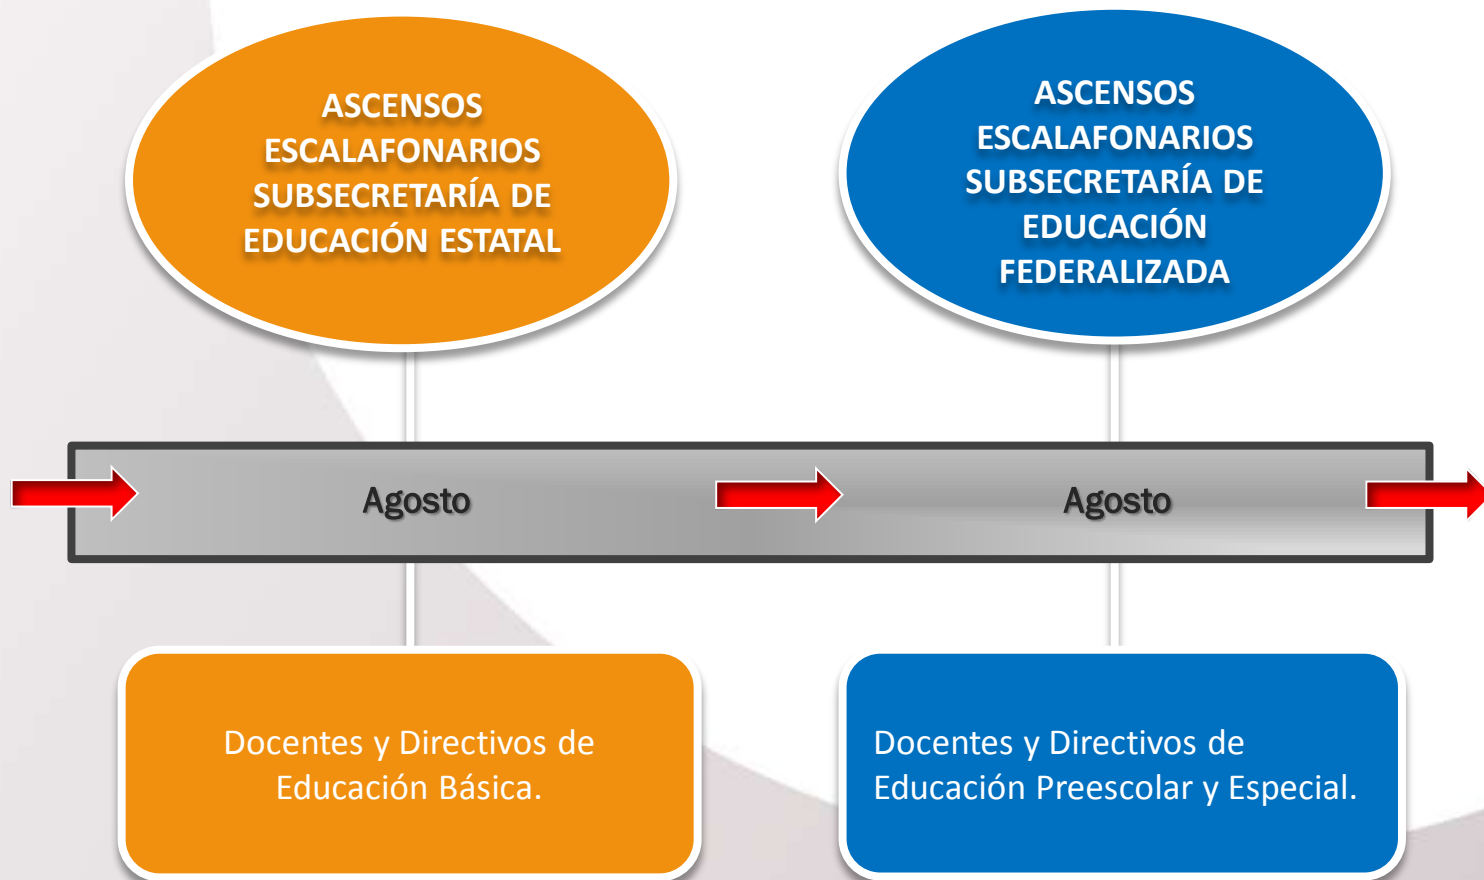 ASCENSOS
ESCALAFONARIOS
SUBSECRETARÍA DE
EDUCACIÓN ESTATAL
ASCENSOS
ESCALAFONARIOS
SUBSECRETARÍA DE
EDUCACIÓN
FEDERALIZADA
Agosto
Agosto
Docentes y Directivos de
Educación Básica.
Docentes y Directivos de
Educación Preescolar y Especial.